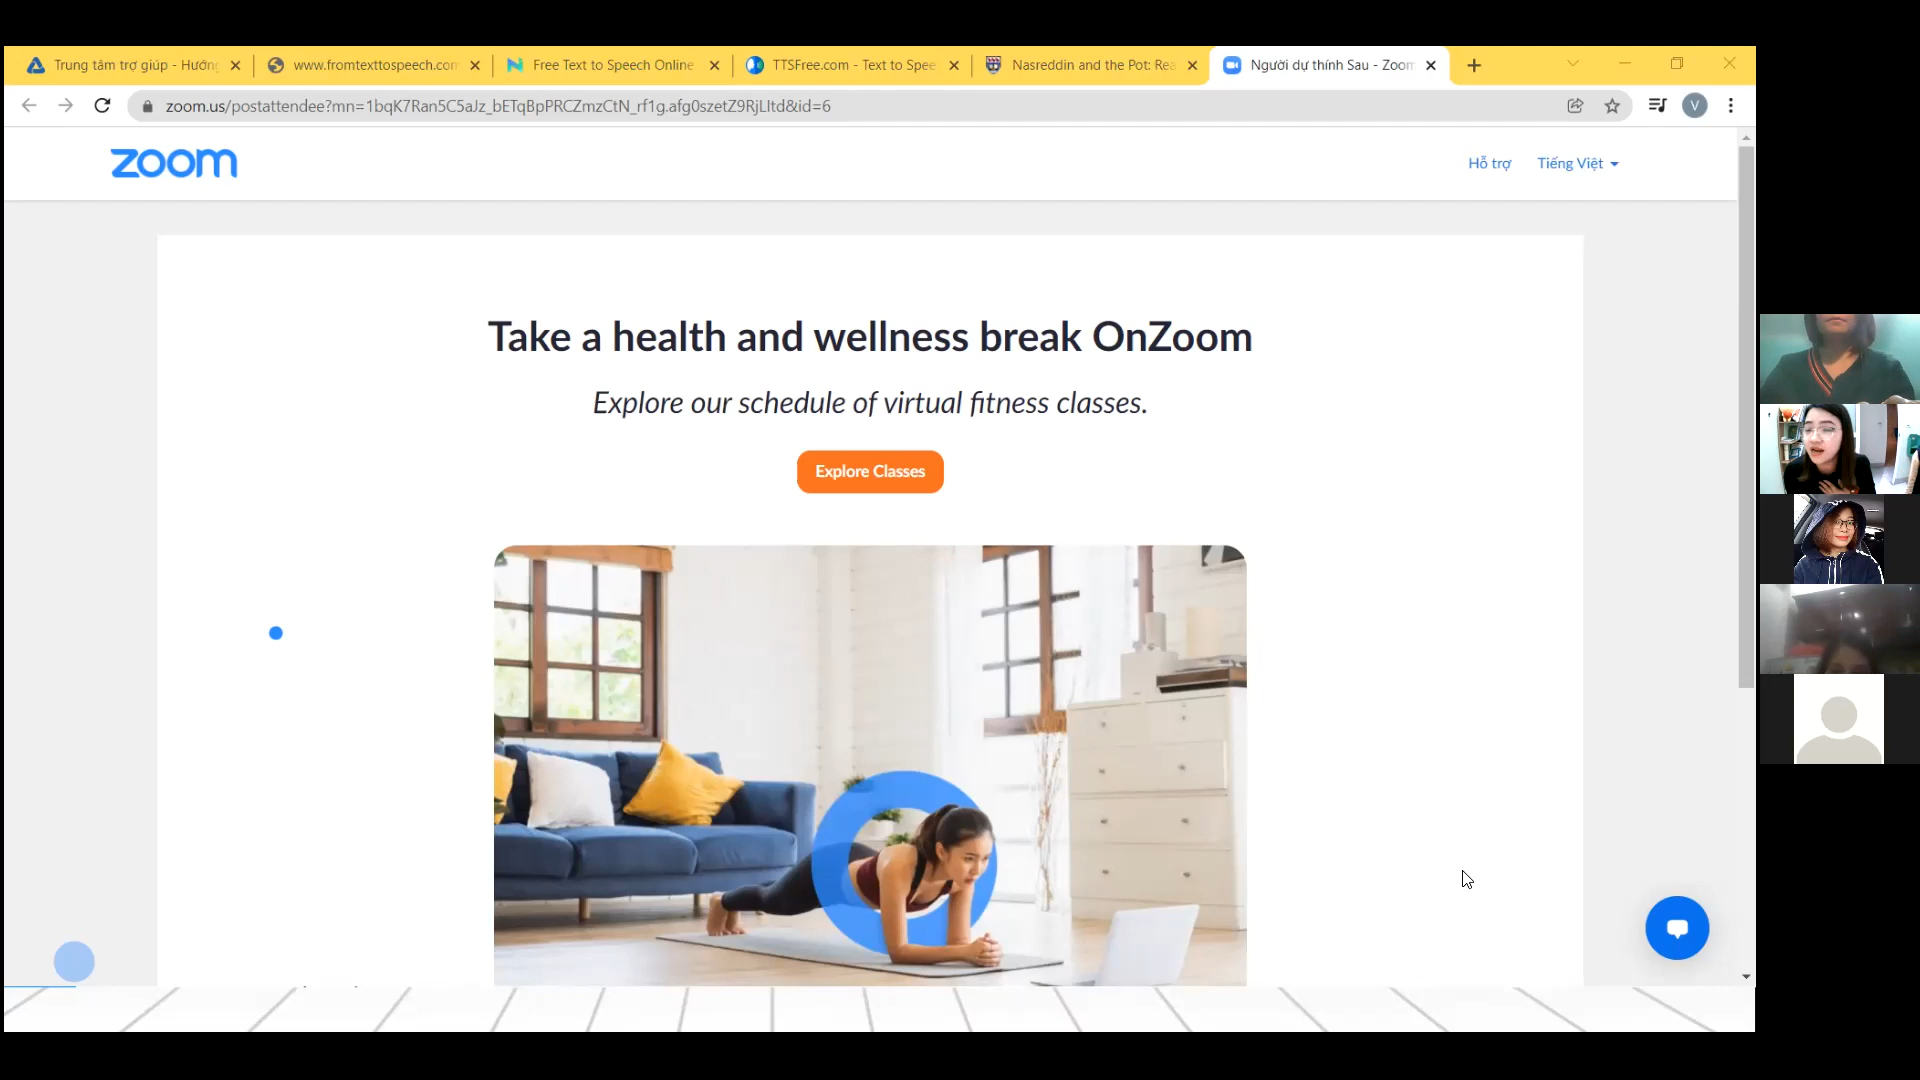 Trung tâm trợ giúp - Hướng
www.fromtexttospeech.com
Free Text to Speech Online
TTSFree.com - Text to Spee
Nasreddin and the Pot: Rea
Người dự thính Sau - Zoom
zoom.us/postattendee?mn=1bqK7Ran5C5aJz_bETqBpPRCZmzCtN_rf1g.afg0szetZ9RjLItd&id=6
V
zoom
Hỗ trợ
Tiếng Việt
Take a health and wellness break OnZoom
Explore our schedule of virtual fitness classes.
Explore Classes